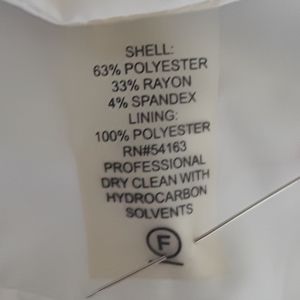 SHELL:
63% POLYESTER
33% RAYON
4% SPANDEX
LINING:
100% POLYESTER
RN#54163
PROFESSIONAL
DRY CLEAN WITH
HYDROCARBON
SOLVENTS
F